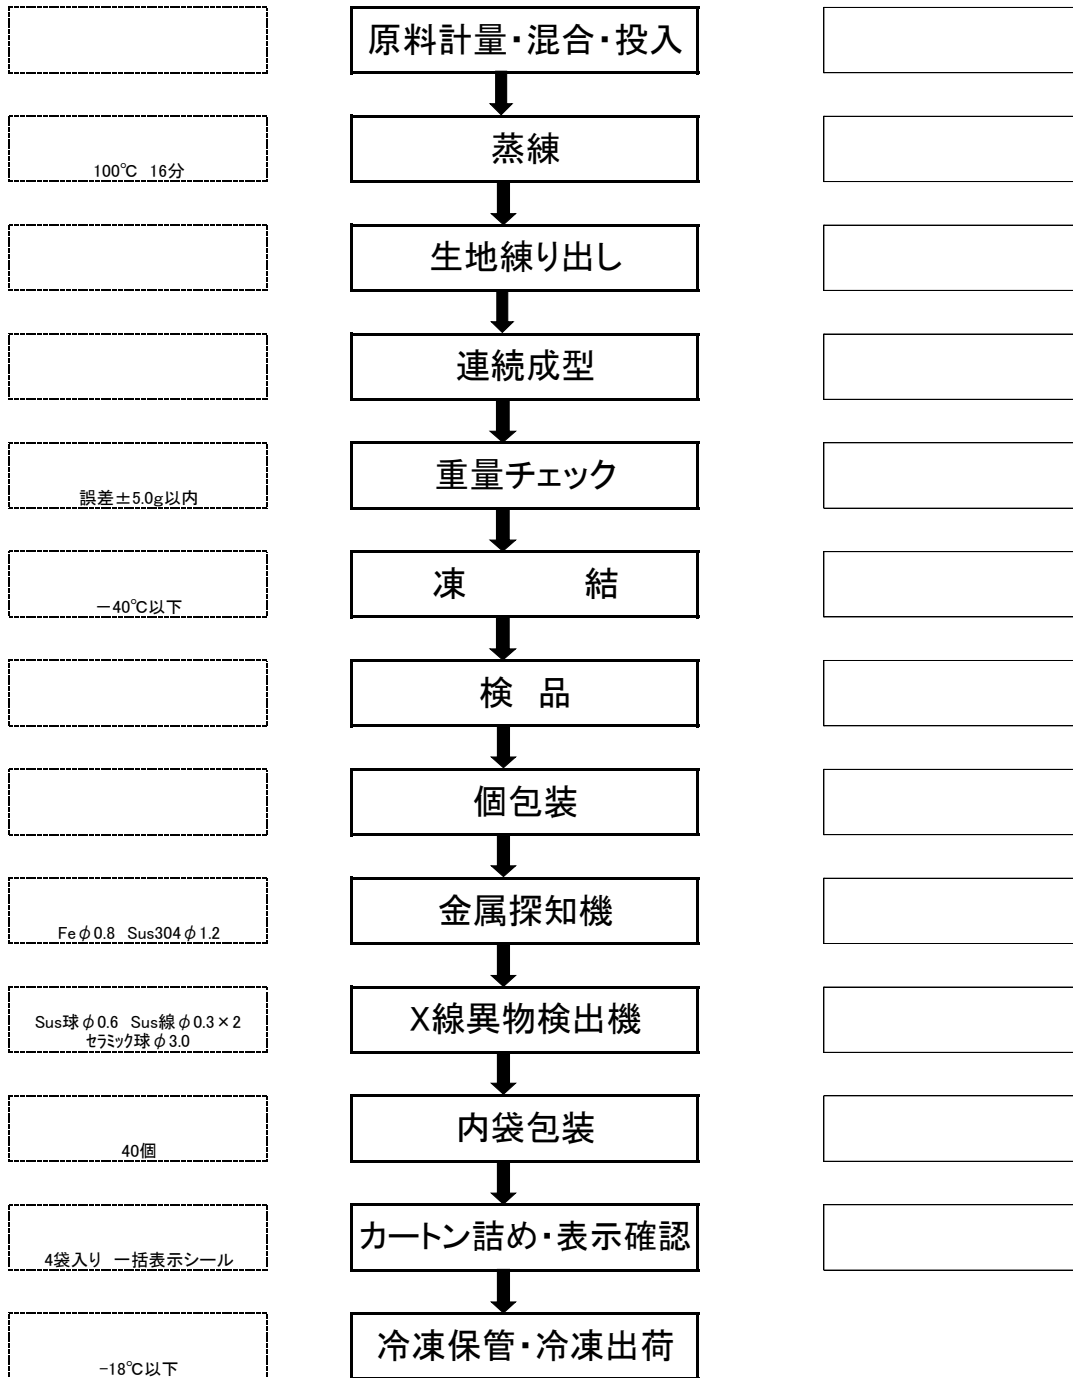 原料計量・混合・投入
蒸練
100℃ 16分
生地練り出し
連続成型
重量チェック
誤差±5.0g以内
凍 結
−40℃以下
検 品
個包装
金属探知機
Feφ0.8 Sus304φ1.2
X線異物検出機
Sus球φ0.6 Sus線φ0.3×2
セラミック球φ3.0
内袋包装
40個
カートン詰め・表示確認
4袋入り 一括表示シール
冷凍保管・冷凍出荷
-18℃以下